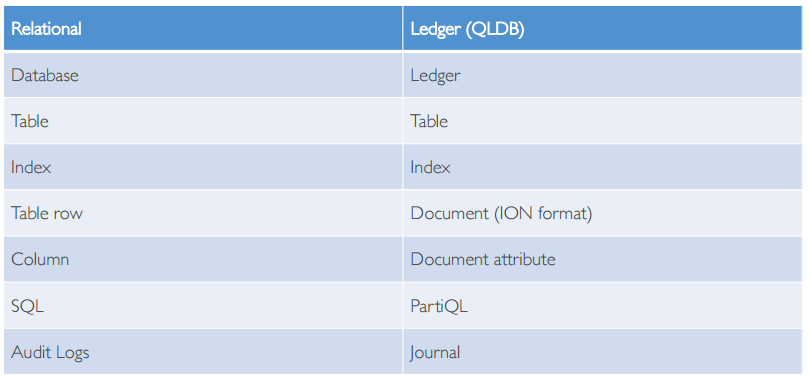 Relational Ledger (QLDB)
Database Ledger
Table Table
Index Index
Table row Document (ION format)
Column Document attribute
SQL PartiQL
Audit Logs Journal